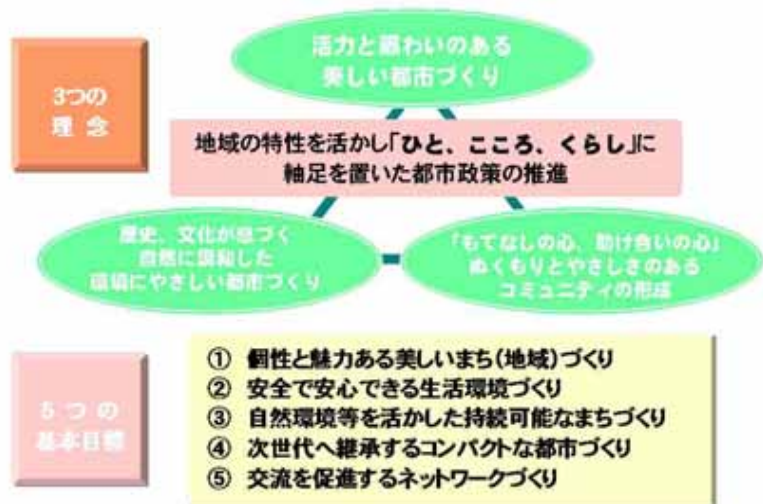 活力と賑わいのある
美しい都市づくり
3つの
理 念
地域の特性を活かし「ひと、こころ、くらし」に
軸足を置いた都市政策の推進
歴史、文化が息づく
自然に調和した
環境にやさしい都市づくり
「もてなしの心、助け合いの心」
ぬくもりとやさしさのある
コミュニティの形成
5 つ の
基本目標
① 個性と魅力ある美しいまち(地域)づくり
② 安全で安心できる生活環境づくり
③ 自然環境等を活かした持続可能なまちづくり
④ 次世代へ継承するコンパクトな都市づくり
⑤ 交流を促進するネットワークづくり